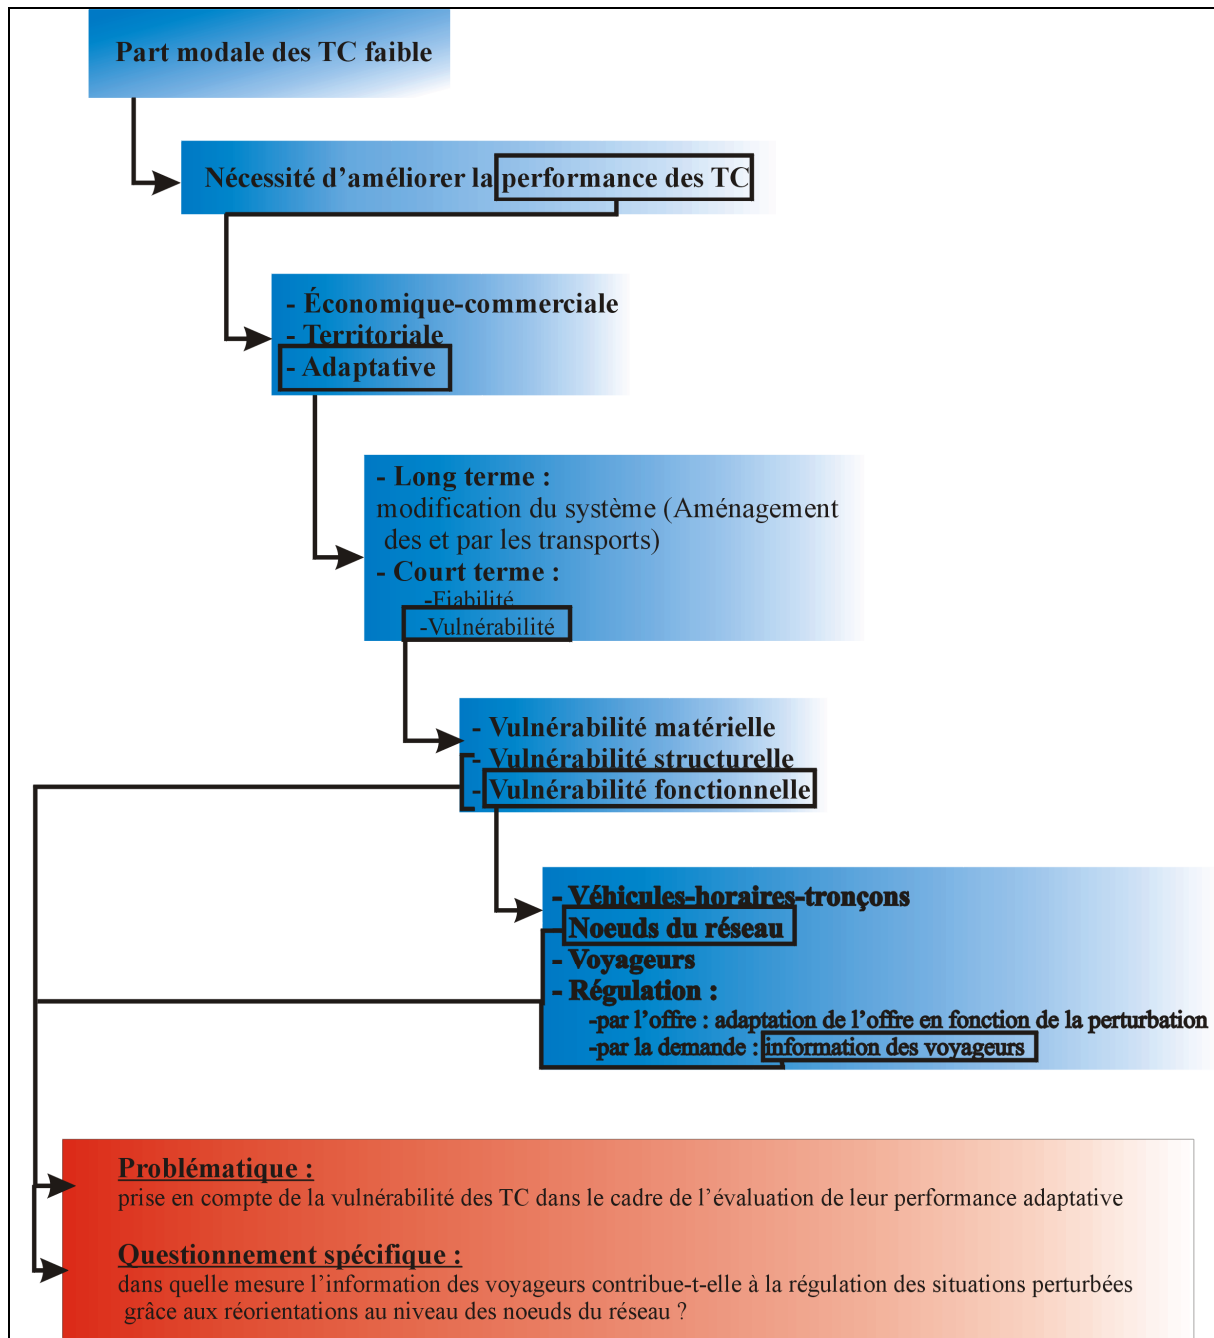 Part modale des TC faible
Nécessité d'améliorer la performance des TC
- Économique-commerciale
- Territoriale
- Adaptative
- Long terme :
modification du système (Aménagement
des et par les transports)
- Court terme :
-Fiabilité
-Vulnérabilité
- Vulnérabilité matérielle
- Vulnérabilité structurelle
- Vulnérabilité fonctionnelle
- Véhicules-horaires-tronçons
Noeuds du réseau
- Voyageurs
- Régulation :
-par l'offre : adaptation de l'offre en fonction de la perturbation
-par la demande : information des voyageurs
Problématique :
prise en compte de la vulnérabilité des TC dans le cadre de l'évaluation de leur performance adaptative
Questionnement spécifique :
dans quelle mesure l'information des voyageurs contribue-t-elle à la régulation des situations perturbées
grâce aux réorientations au niveau des noeuds du réseau ?